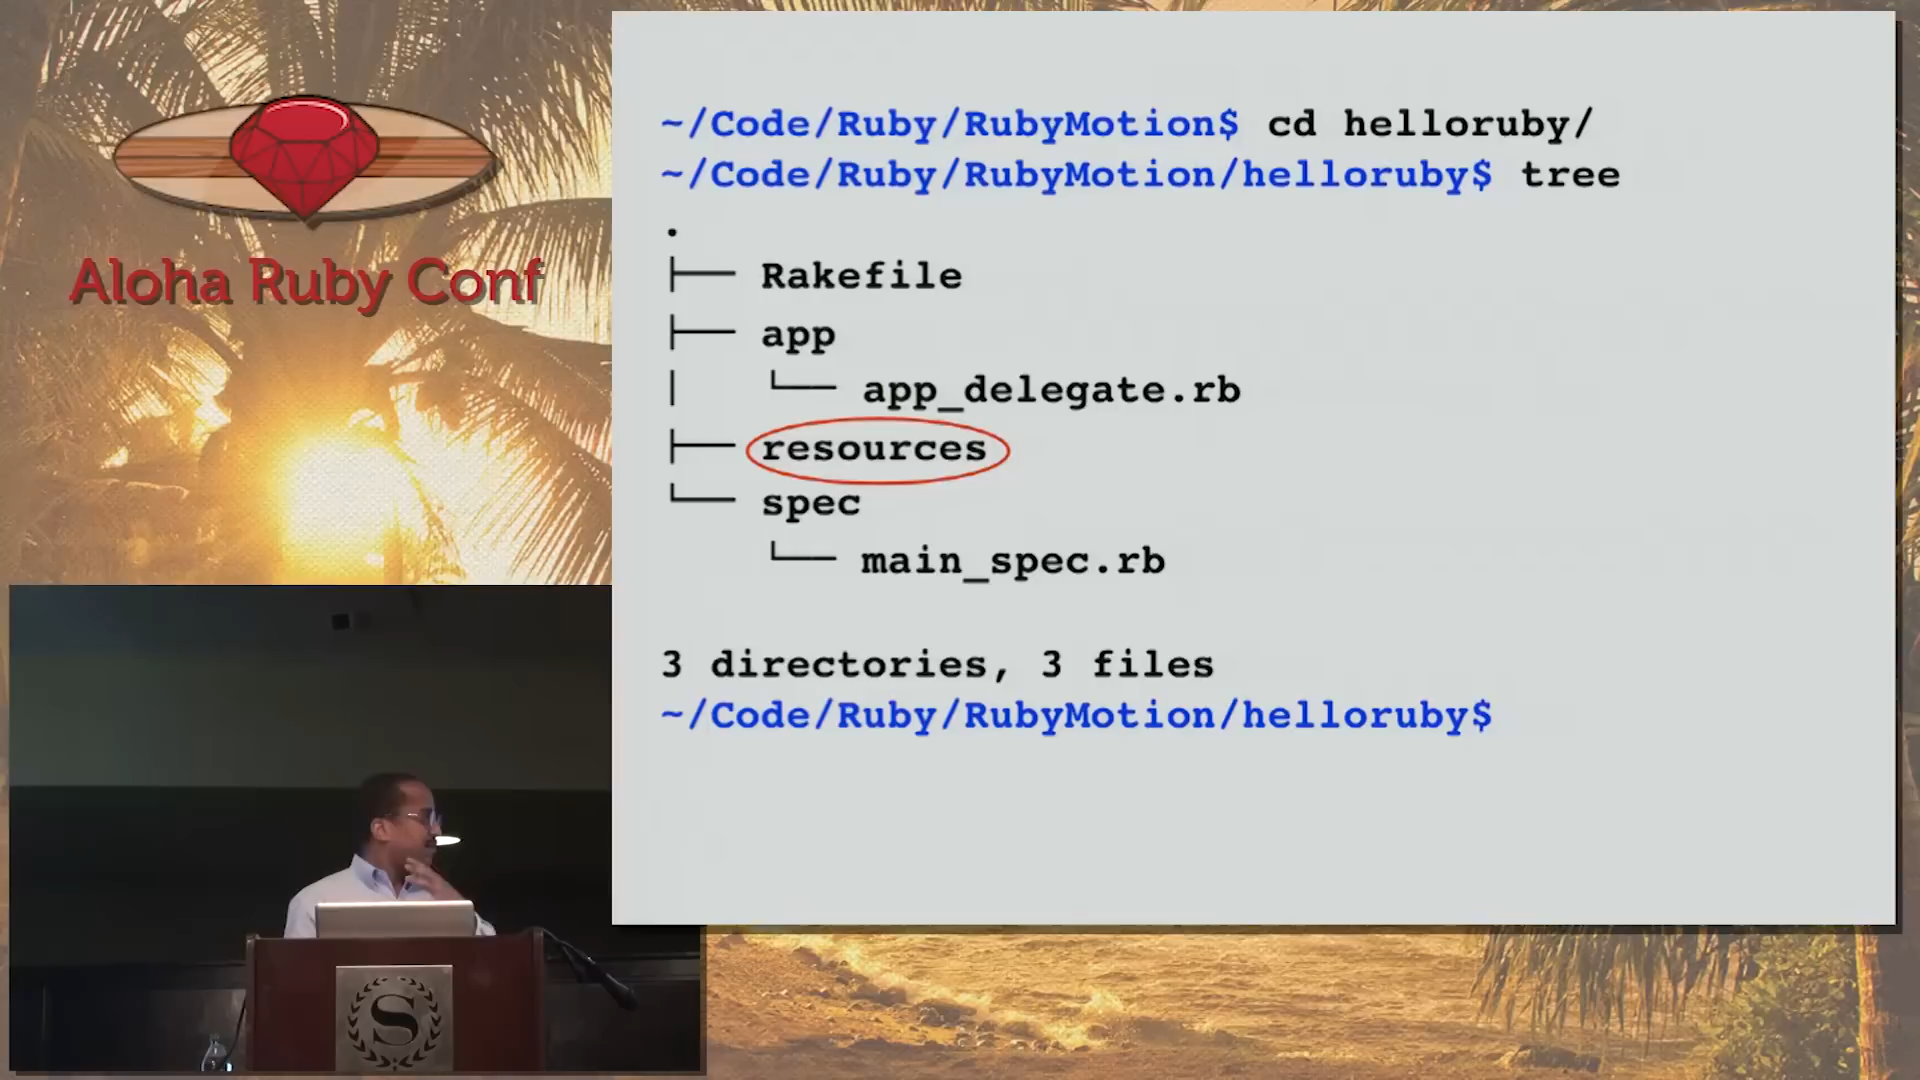 Aloha Ruby Conf
~/Code/Ruby/RubyMotion$ cd helloruby/
~/Code/Ruby/RubyMotion/helloruby$ tree
.
├── Rakefile
├── app
│   └── app_delegate.rb
├── resources
└── spec
    └── main_spec.rb
3 directories, 3 files
~/Code/Ruby/RubyMotion/helloruby$
S